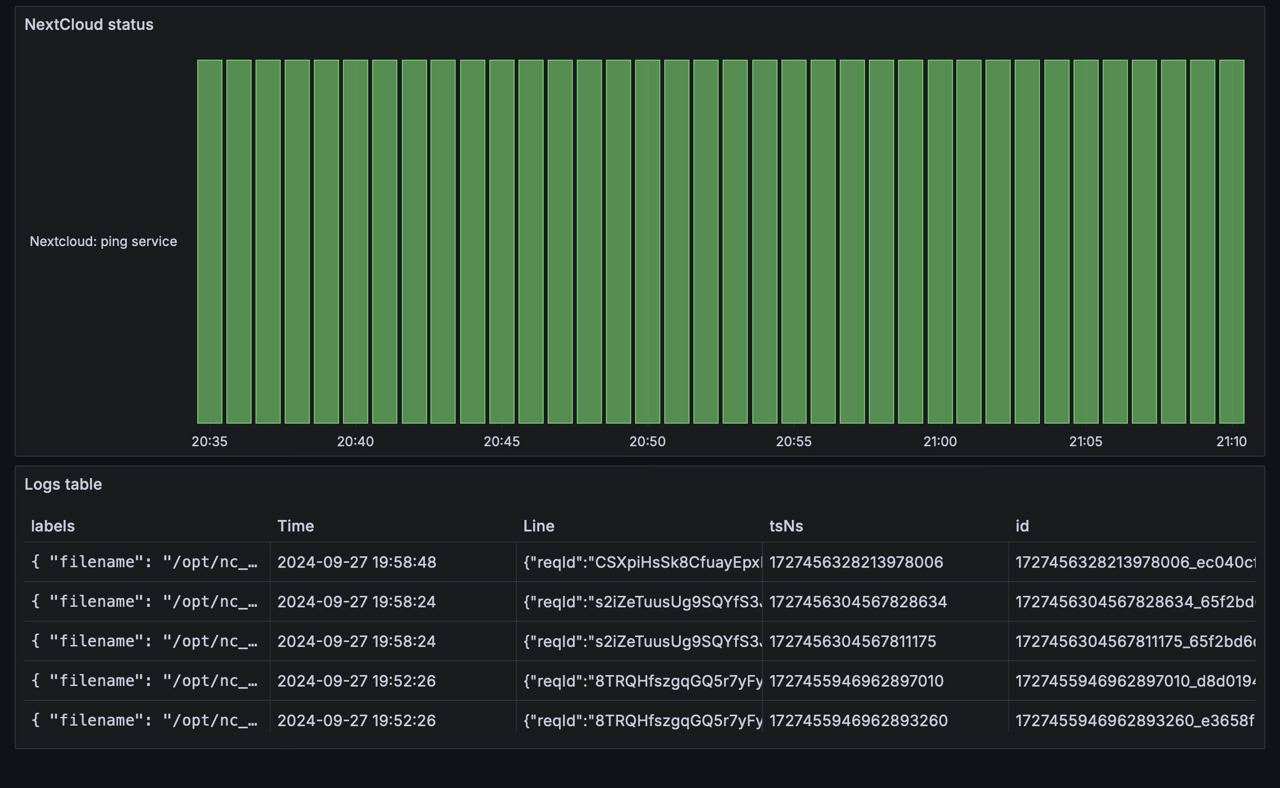 NextCloud status
Nextcloud: ping service
20:35 20:40 20:45 20:50 20:55 21:00 21:05 21:10
Logs table
labels Time Line tsNs id
{ "filename": "/opt/nc_… 2024-09-27 19:58:48 {"reqId":"CSXpiHsSk8CfuayEpx 1727456328213978006 1727456328213978006_ec040c
{ "filename": "/opt/nc_… 2024-09-27 19:58:24 {"reqId":"s2iZeTuusUg9SQYfS3 1727456304567828634 1727456304567828634_65f2bd
{ "filename": "/opt/nc_… 2024-09-27 19:58:24 {"reqId":"s2iZeTuusUg9SQYfS3 1727456304567811175 1727456304567811175_65f2bd6
{ "filename": "/opt/nc_… 2024-09-27 19:52:26 {"reqId":"8TRQHfszgqGQ5r7yFy 1727455946962897010 1727455946962897010_d8d019
{ "filename": "/opt/nc_… 2024-09-27 19:52:26 {"reqId":"8TRQHfszgqGQ5r7yFy 1727455946962893260 1727455946962893260_e3658f